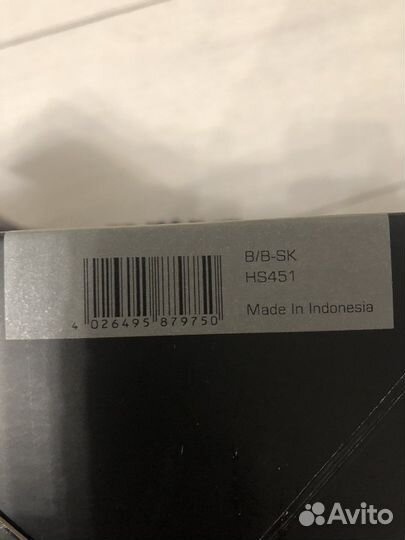 B/B-SK
HS451
Made In Indonesia
4 026495 879750
Avito